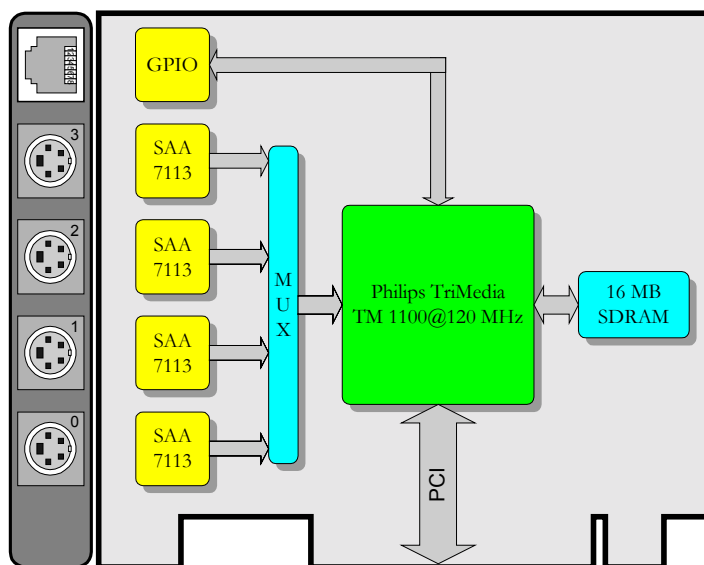 GPIO
3
SAA
7113
2
SAA
7113
MUX
Philips TriMedia
TM 1100@120 MHz
16 MB
SDRAM
1
SAA
7113
0
SAA
7113
PCI